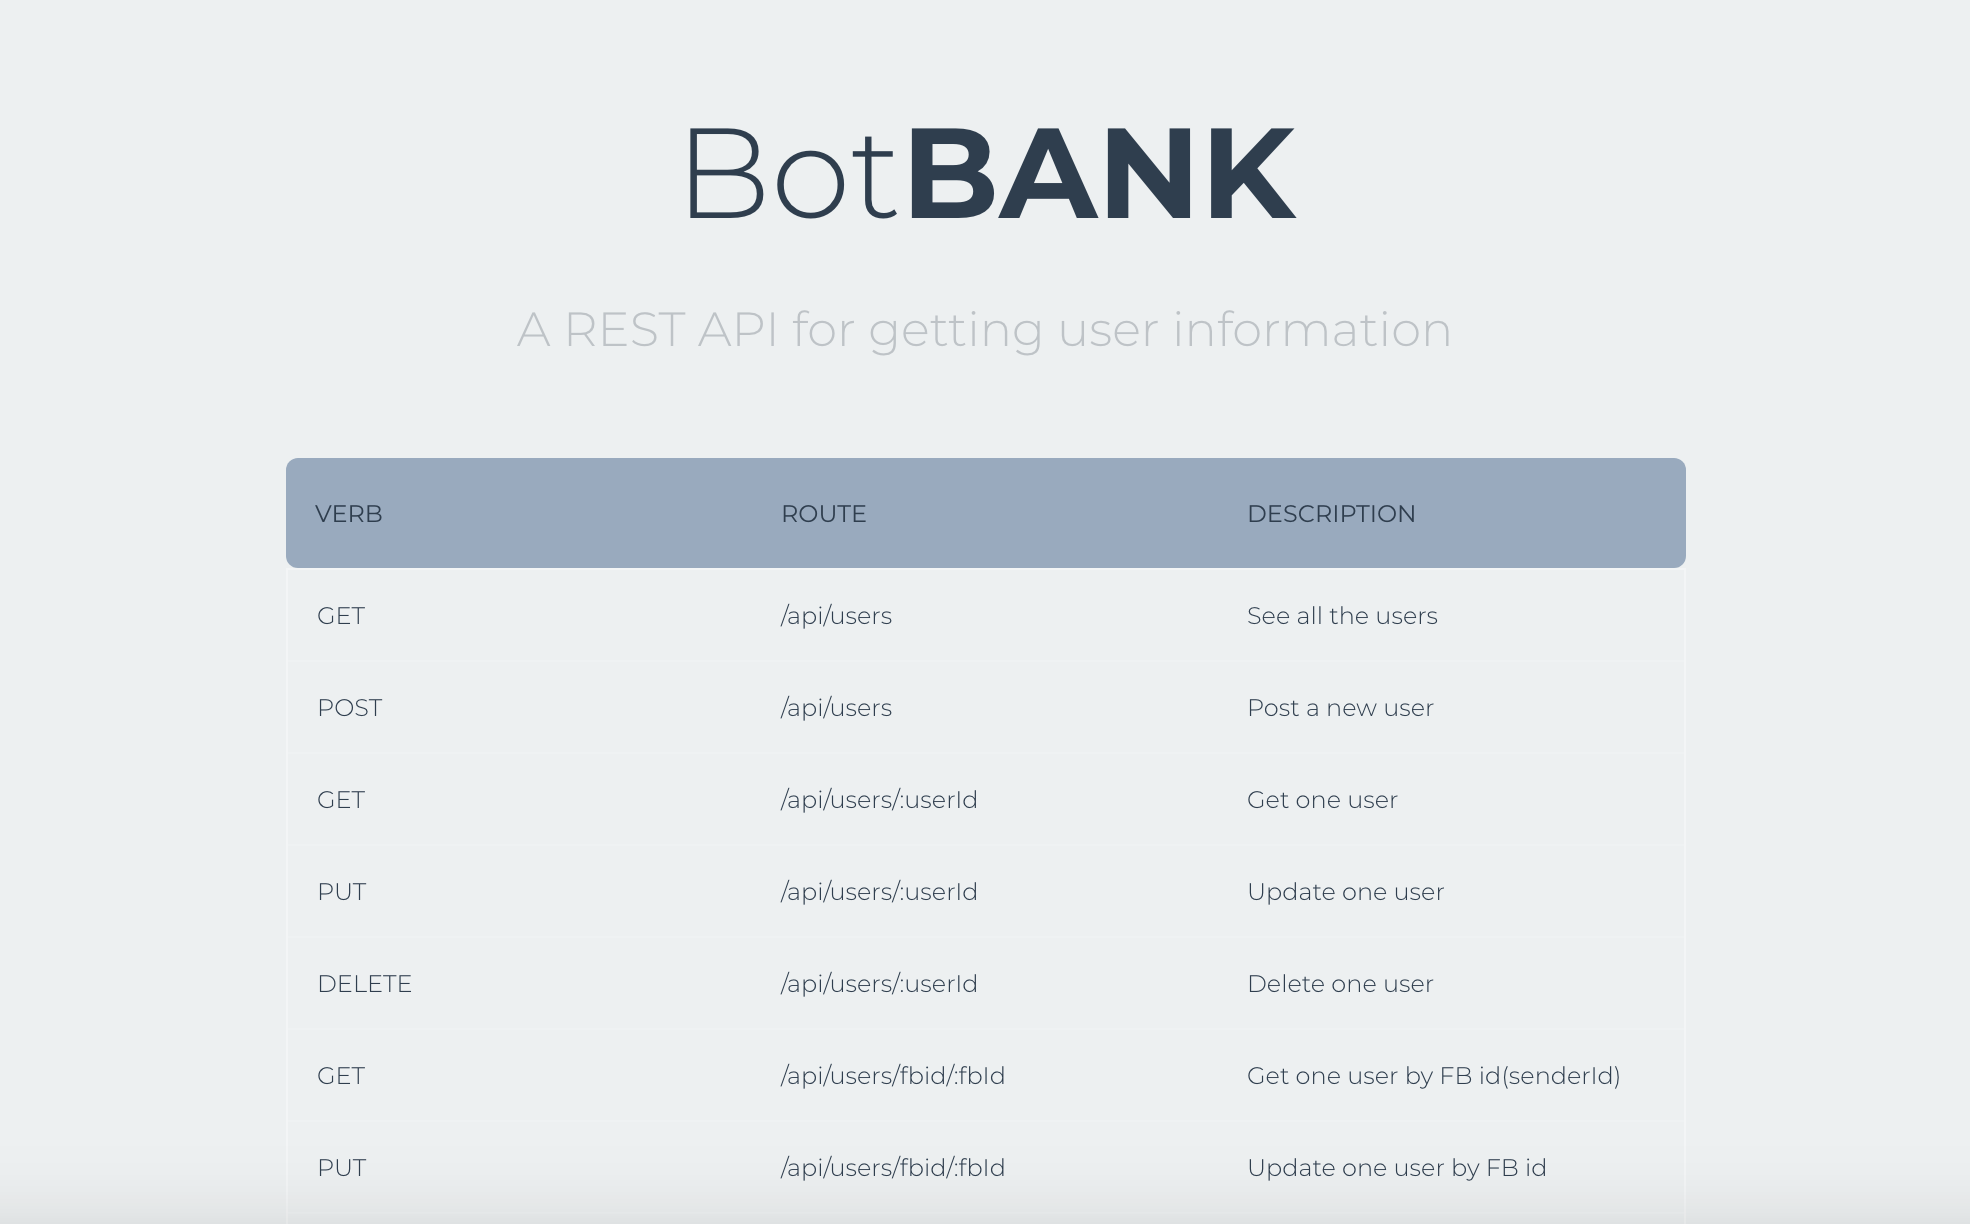 BotBANK
A REST API for getting user information
VERB ROUTE DESCRIPTION
GET /api/users See all the users
POST /api/users Post a new user
GET /api/users/:userId Get one user
PUT /api/users/:userId Update one user
DELETE /api/users/:userId Delete one user
GET /api/users/fbid/:fbId Get one user by FB id(senderId)
PUT /api/users/fbid/:fbId Update one user by FB id